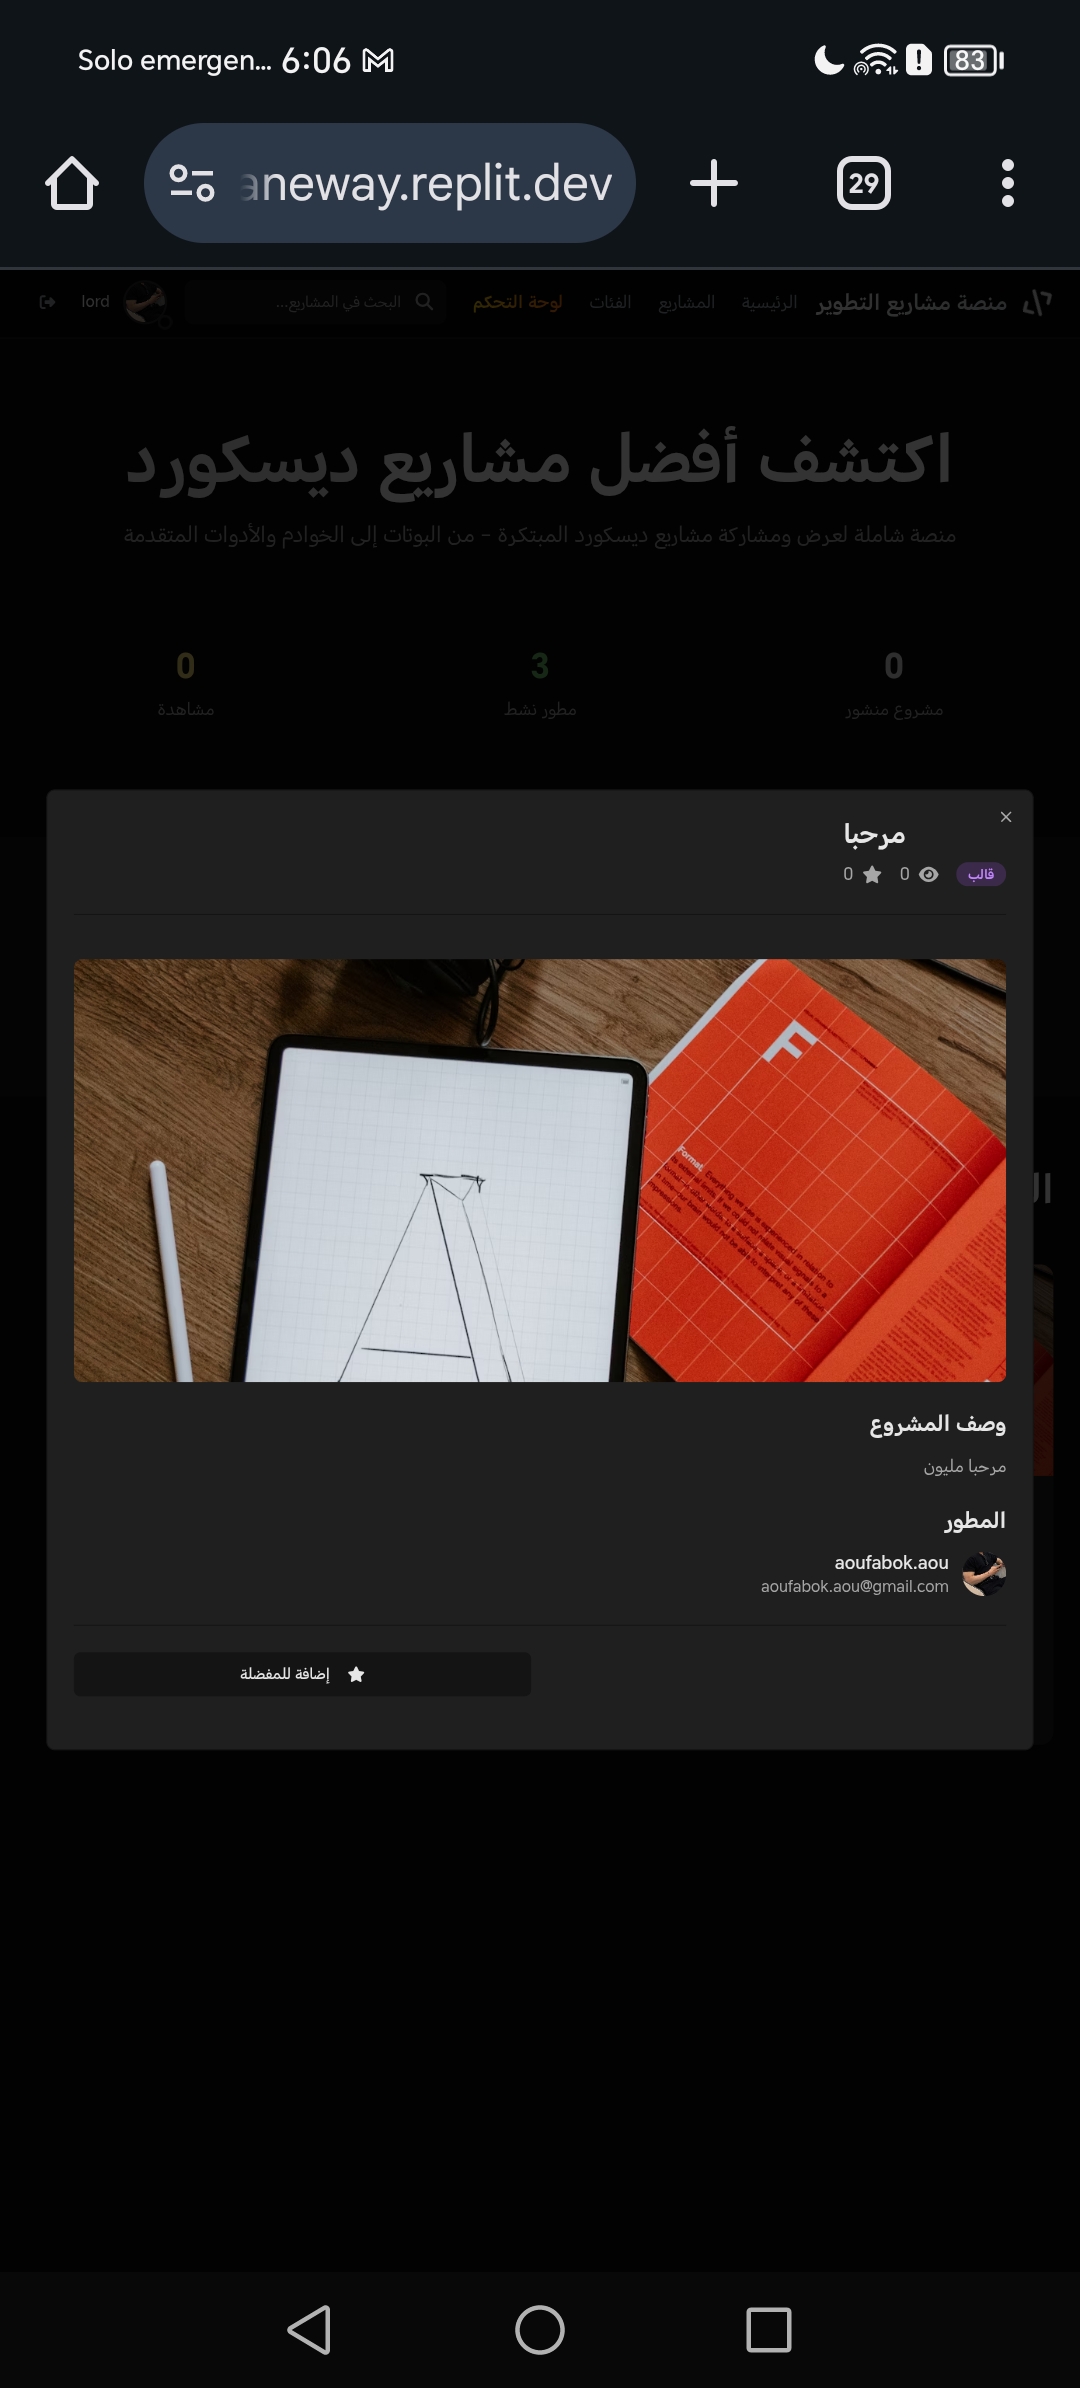 Solo emergen... 6:06
83
aneway.replit.dev
29
منصة مشاريع التطوير
الرئيسية
المشاريع
الفئات
لوحة التحكم
البحث في المشاريع...
lord
اكتشف أفضل مشاريع ديسكورد
منصة شاملة لعرض ومشاركة مشاريع ديسكورد المبتكرة - من البوتات إلى الخوادم والأدوات المتقدمة
0 3 0
مشروع منشور
مطور نشط
مشاهدة
مرحبا
قالب 0 0
F
Format.
وصف المشروع
مرحبا مليون
المطور
aoufabok.aou
aoufabok.aou@gmail.com
إضافة للمفضلة